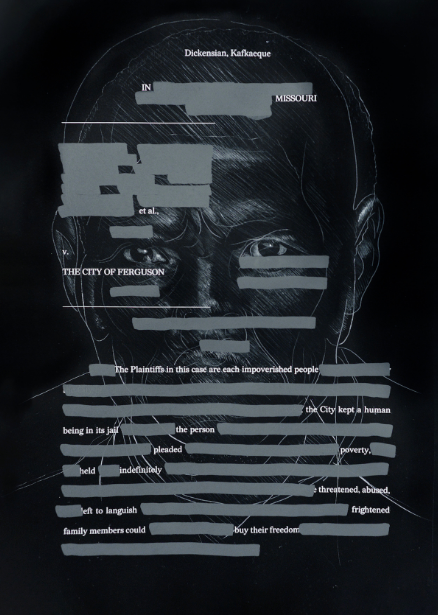 Dickensian, Kafkaeque
IN
MISSOURI
et al.,
v.
THE CITY OF FERGUSON
The Plaintiffs in this case are each impoverished people
the City kept a human
being in its jail the person
pleaded poverty,
held indefinitely
threatened, abused,
left to languish frightened
family members could buy their freedom